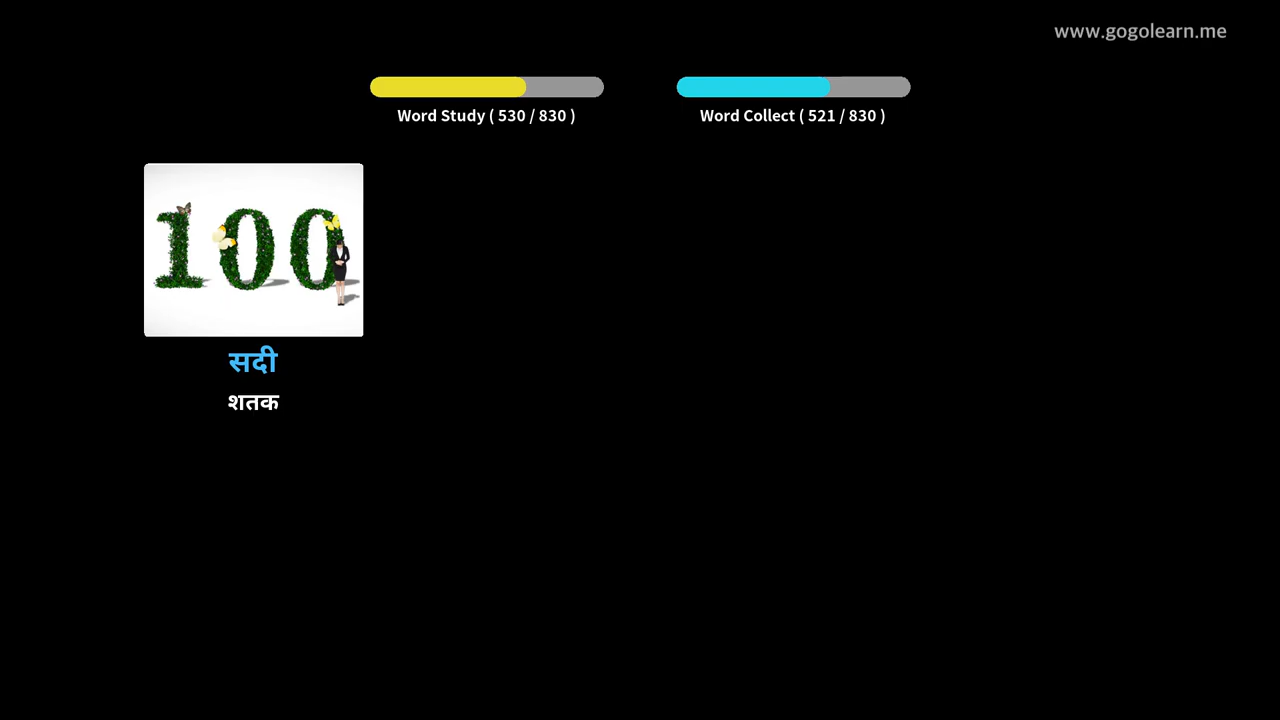 www.gogolearn.me
Word Study ( 530 / 830 )
Word Collect ( 521 / 830 )
100
सदी
शतक